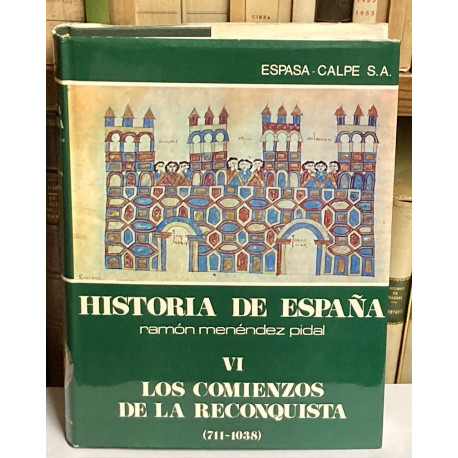 ESPASA-CALPE S.A.
HISTORIA DE ESPAÑA
ramón menéndez pidal
VI
LOS COMIENZOS
DE LA RECONQUISTA
(711-1038)